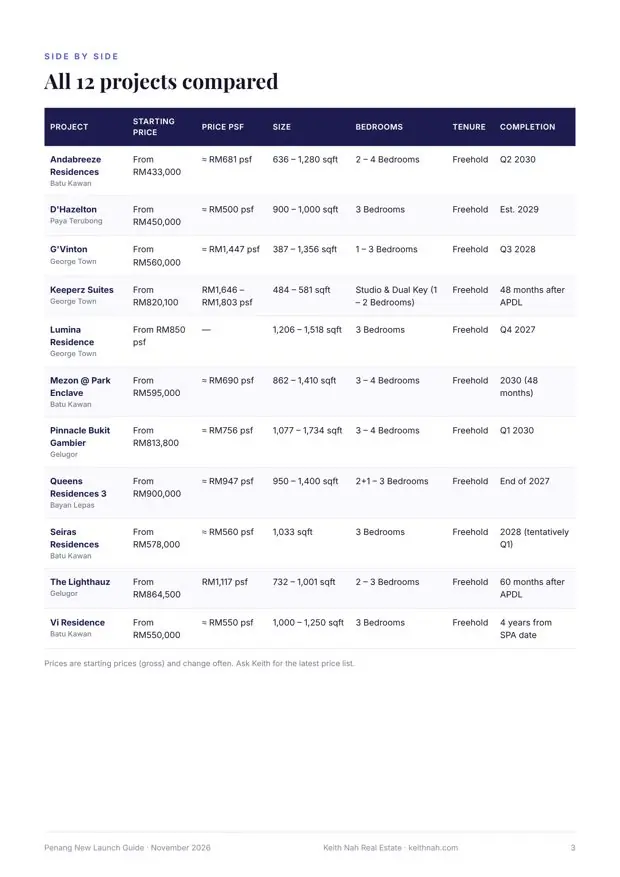 SIDE BY SIDE
All 12 projects compared
PROJECT STARTING PRICE PRICE PSF SIZE BEDROOMS TENURE COMPLETION
Andabreeze Residences Batu Kawan From RM433,000 ≈ RM681 psf 636 – 1,280 sqft 2 – 4 Bedrooms Freehold Q2 2030
D'Hazelton Paya Terubong From RM450,000 ≈ RM500 psf 900 – 1,000 sqft 3 Bedrooms Freehold Est. 2029
G'Vinton George Town From RM560,000 ≈ RM1,447 psf 387 – 1,356 sqft 1 – 3 Bedrooms Freehold Q3 2028
Keeperz Suites George Town From RM820,100 RM1,646 – RM1,803 psf 484 – 581 sqft Studio & Dual Key (1 – 2 Bedrooms) Freehold 48 months after APDL
Lumina Residence George Town From RM850 psf — 1,206 – 1,518 sqft 3 Bedrooms Freehold Q4 2027
Mezon @ Park Enclave Batu Kawan From RM595,000 ≈ RM690 psf 862 – 1,410 sqft 3 – 4 Bedrooms Freehold 2030 (48 months)
Pinnacle Bukit Gambier Gelugor From RM813,800 ≈ RM756 psf 1,077 – 1,734 sqft 3 – 4 Bedrooms Freehold Q1 2030
Queens Residences 3 Bayan Lepas From RM900,000 ≈ RM947 psf 950 – 1,400 sqft 2+1 – 3 Bedrooms Freehold End of 2027
Seiras Residences Batu Kawan From RM578,000 ≈ RM560 psf 1,033 sqft 3 Bedrooms Freehold 2028 (tentatively Q1)
The Lighthauz Gelugor From RM864,500 RM1,117 psf 732 – 1,001 sqft 2 – 3 Bedrooms Freehold 60 months after APDL
Vi Residence Batu Kawan From RM550,000 ≈ RM550 psf 1,000 – 1,250 sqft 3 Bedrooms Freehold 4 years from SPA date
Prices are starting prices (gross) and change often. Ask Keith for the latest price list.
Penang New Launch Guide · November 2026 Keith Nah Real Estate · keithnah.com 3